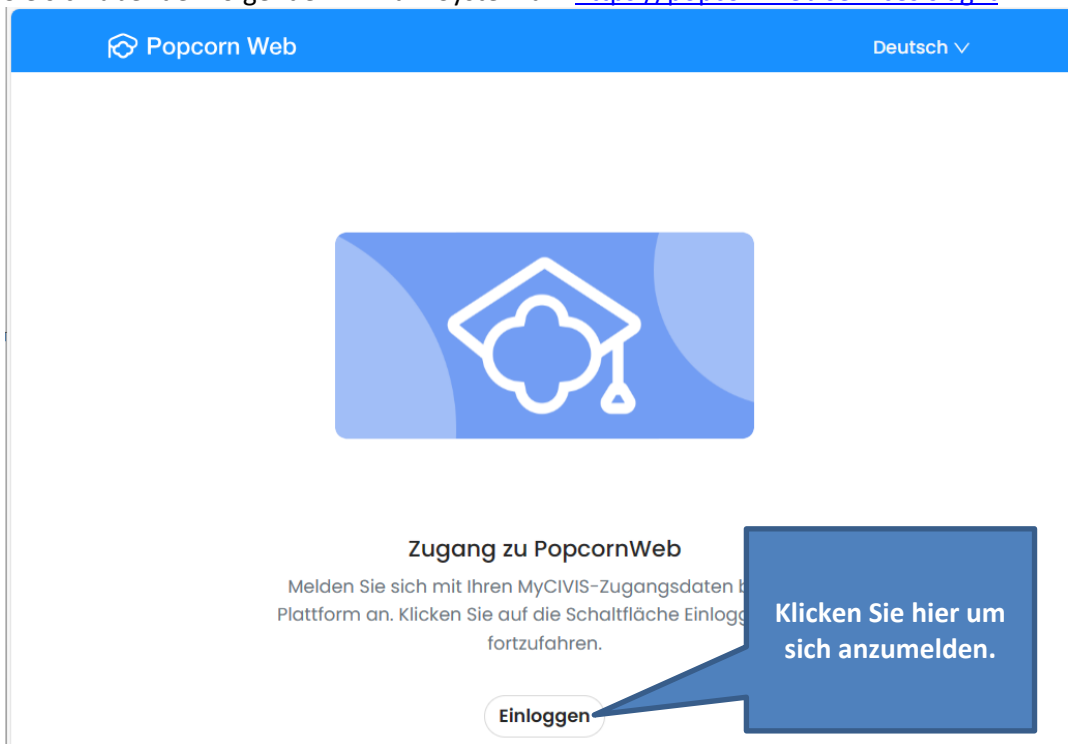 Popcorn Web
Deutsch
Zugang zu PopcornWeb
Melden Sie sich mit Ihren MyCIVIS-Zugangsdaten
Plattform an. Klicken Sie auf die Schaltfläche
fortzufahren.
Klicken Sie hier um
sich anzumelden.
Einloggen